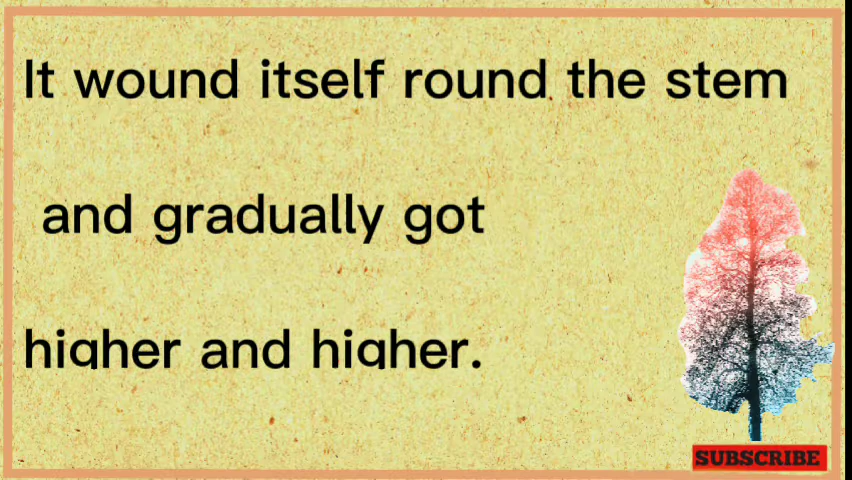 It wound itself round the stem
and gradually got
higher and higher.
SUBSCRIBE